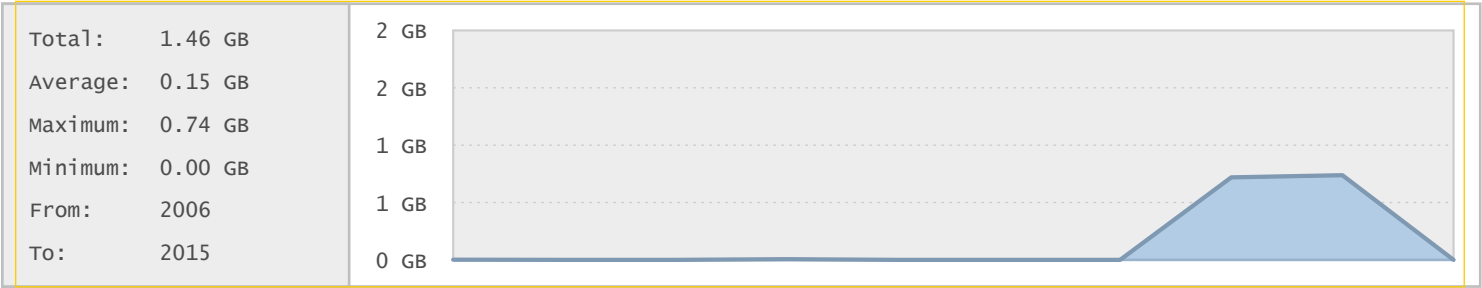 Total: 1.46 GB
Average: 0.15 GB
Maximum: 0.74 GB
Minimum: 0.00 GB
From: 2006
To: 2015
2 GB
2 GB
1 GB
1 GB
0 GB